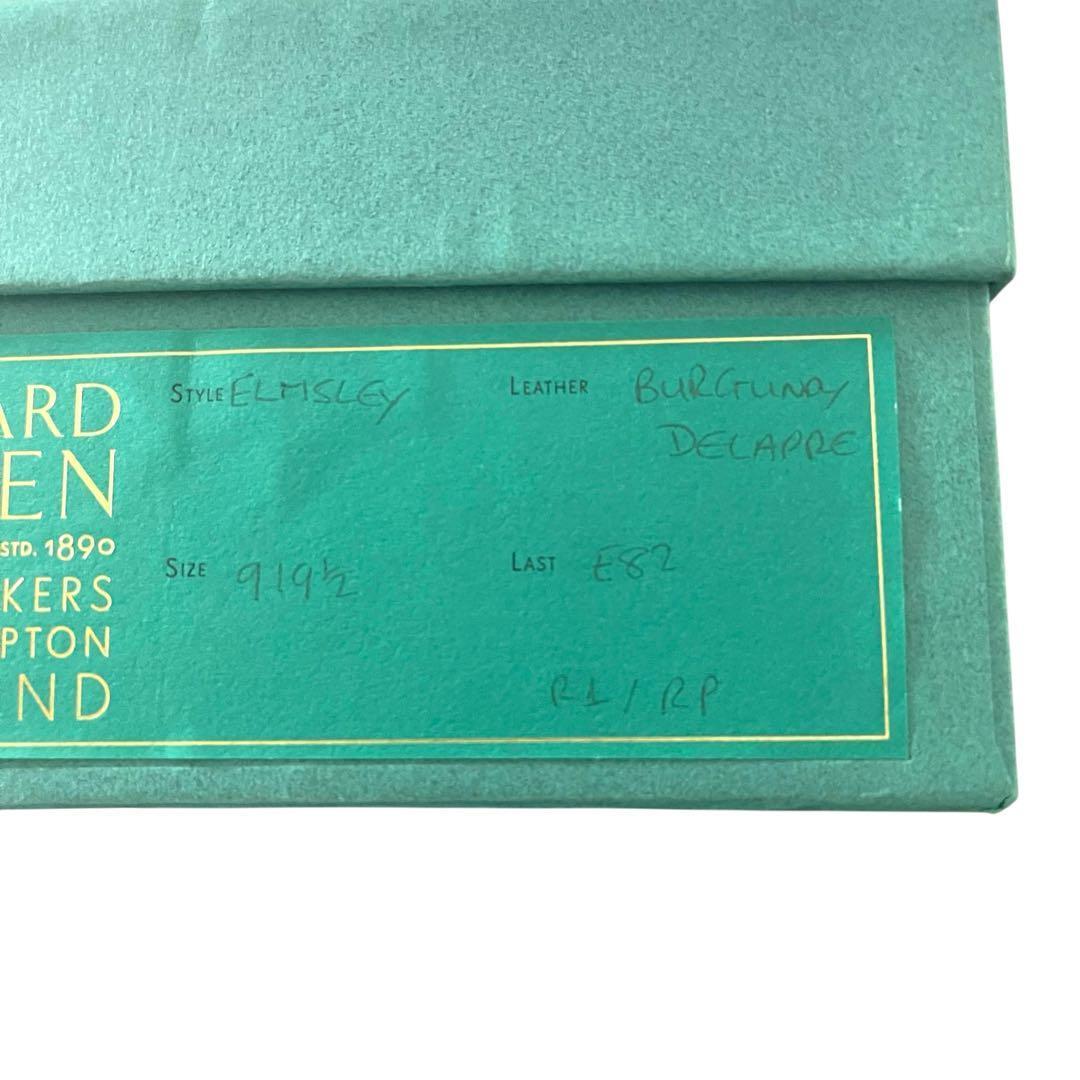 ARD
EN
STD. 1890
KERS
PTON
ND
STYLE ELMSLEY
LEATHER BURGUNDY
DELAPRE
SIZE 9/9½
LAST E82
R1/RP